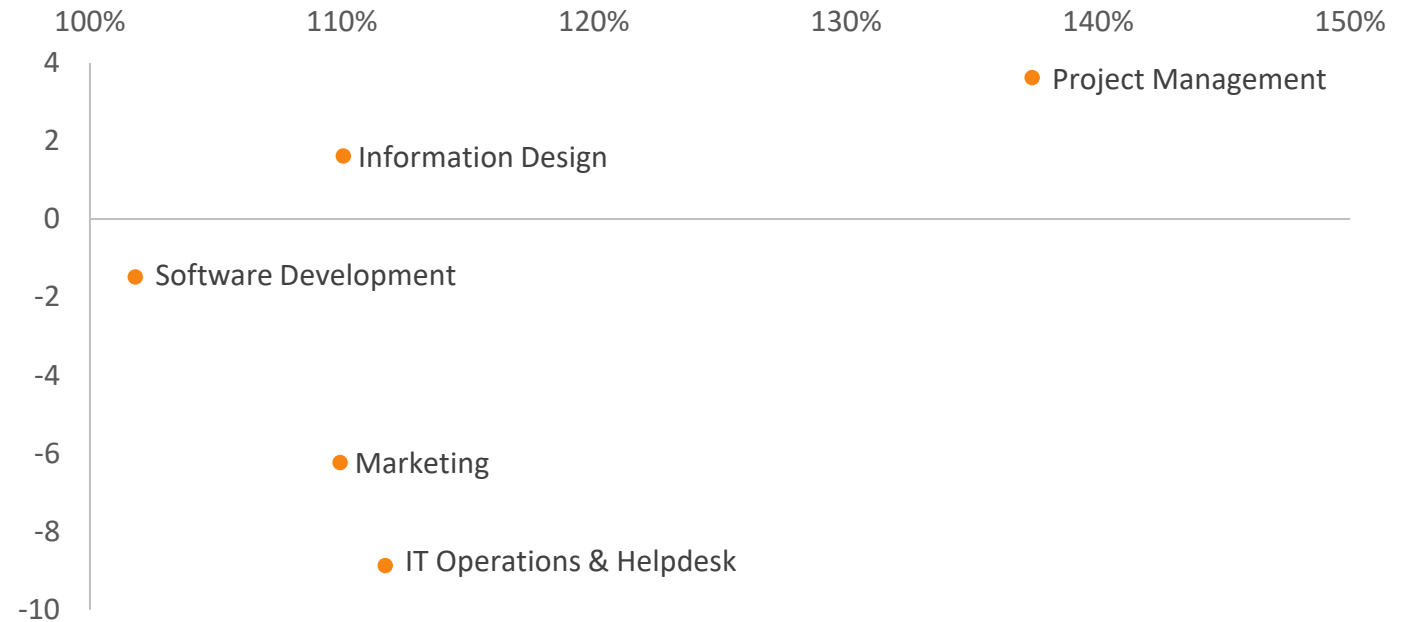 100% 110% 120% 130% 140% 150%
4
Project Management
2
Information Design
0
Software Development
-2
-4
-6
Marketing
-8
IT Operations & Helpdesk
-10